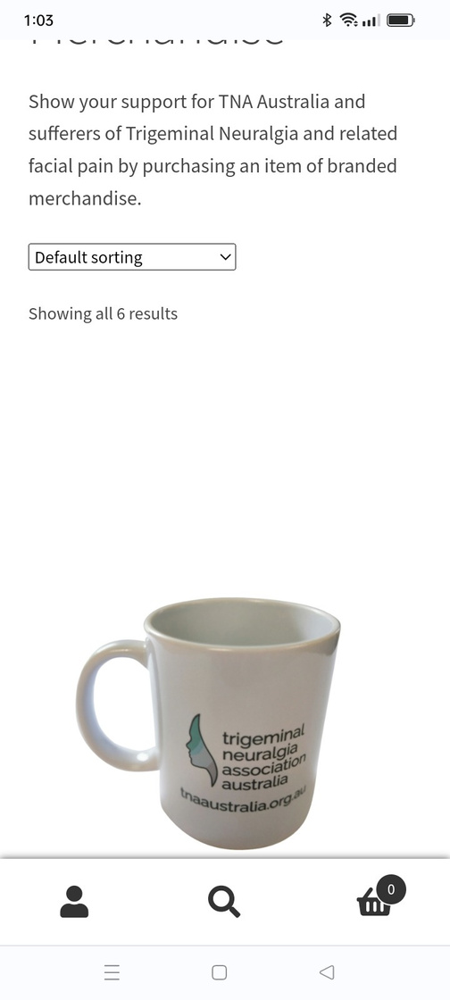 1:03
Merchandise
Show your support for TNA Australia and
sufferers of Trigeminal Neuralgia and related
facial pain by purchasing an item of branded
merchandise.
Default sorting
Showing all 6 results
trigeminal
neuralgia
association
australia
tnaaustralia.org.au
0